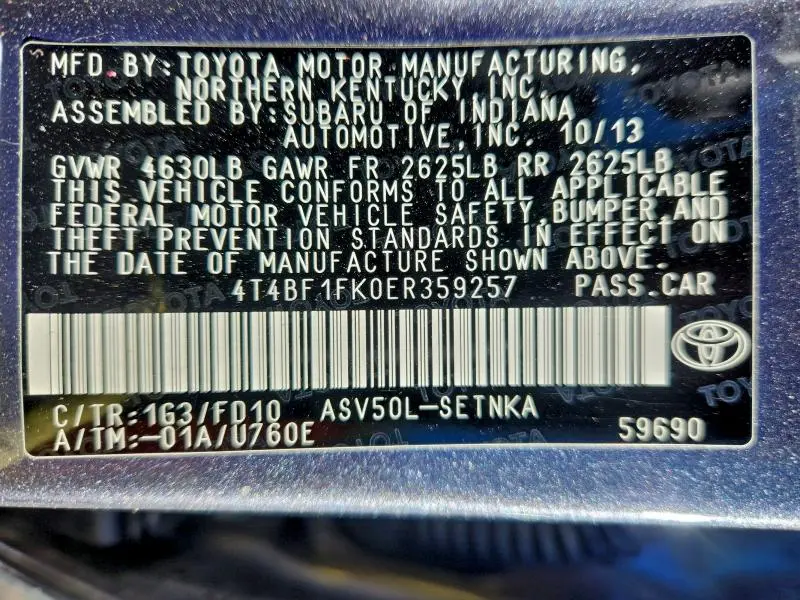 MFD BY:TOYOTA MOTOR MANUFACTURING,
NORTHERN KENTUCKY,INC.
ASSEMBLED BY:SUBARU OF INDIANA
AUTOMOTIVE,INC. 10/13
GVWR 4630LB GAWR FR 2625LB RR 2625LB
THIS VEHICLE CONFORMS TO ALL APPLICABLE
FEDERAL MOTOR VEHICLE SAFETY,BUMPER,AND
THEFT PREVENTION STANDARDS IN EFFECT ON
THE DATE OF MANUFACTURE SHOWN ABOVE.
4T4BF1FK0ER359257 PASS.CAR
C/TR:1G3/FD10 ASV50L-SETNKA
A/TM:-01A/U760E 59690